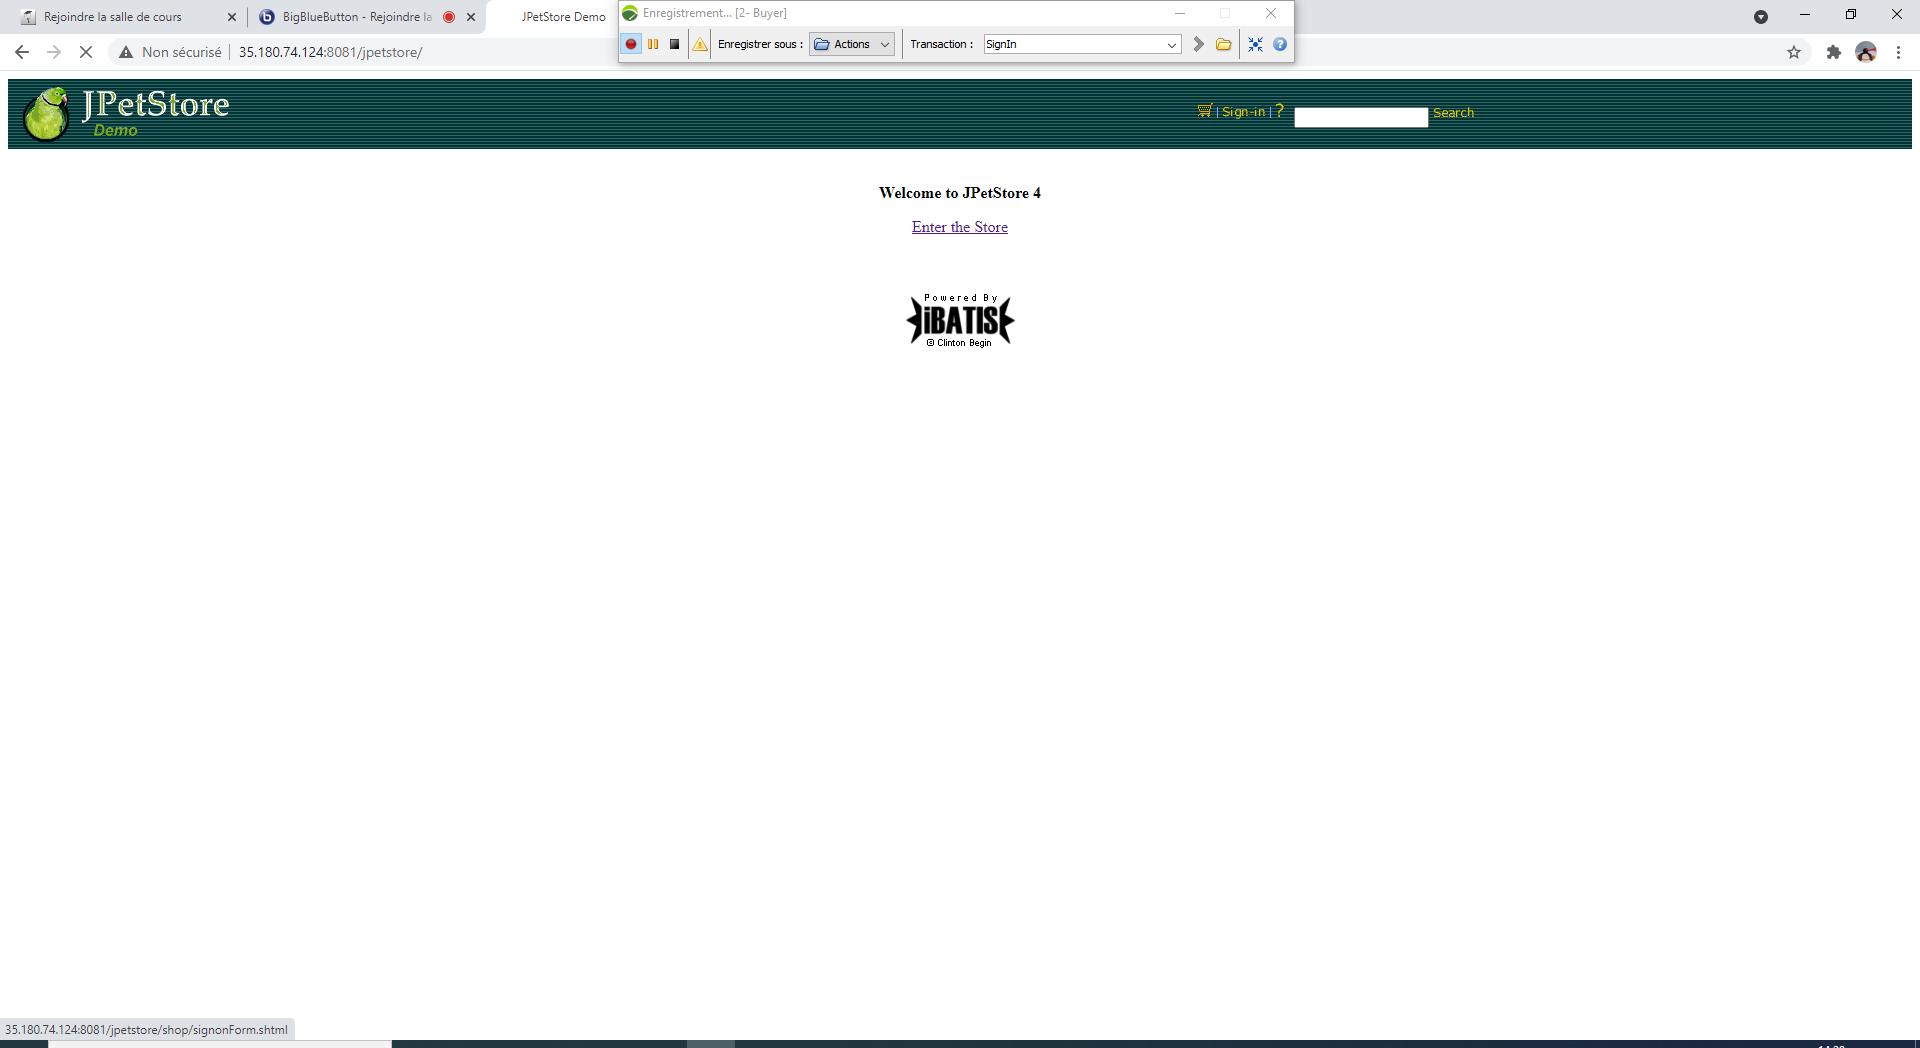 Rejoindre la salle de cours
BigBlueButton - Rejoindre la
JPetStore Demo
Enregistrement... [2- Buyer]
Enregistrer sous :
Actions
Transaction :
SignIn
Non sécurisé
35.180.74.124:8081/jpetstore/
JPetStore
Demo
| Sign-in | ?
Search
Welcome to JPetStore 4
Enter the Store
Powered By
iBATIS
© Clinton Begin
35.180.74.124:8081/jpetstore/shop/signonForm.shtml